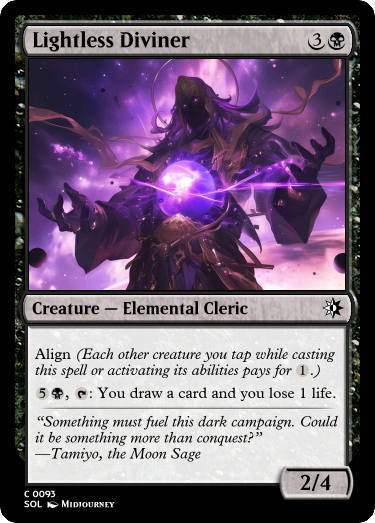 Lightless Diviner 3
Creature — Elemental Cleric
Align (Each other creature you tap while casting
this spell or activating its abilities pays for 1.)
5, : You draw a card and you lose 1 life.
“Something must fuel this dark campaign. Could
it be something more than conquest?”
—Tamiyo, the Moon Sage
2/4
C 0093
SOL Midjourney